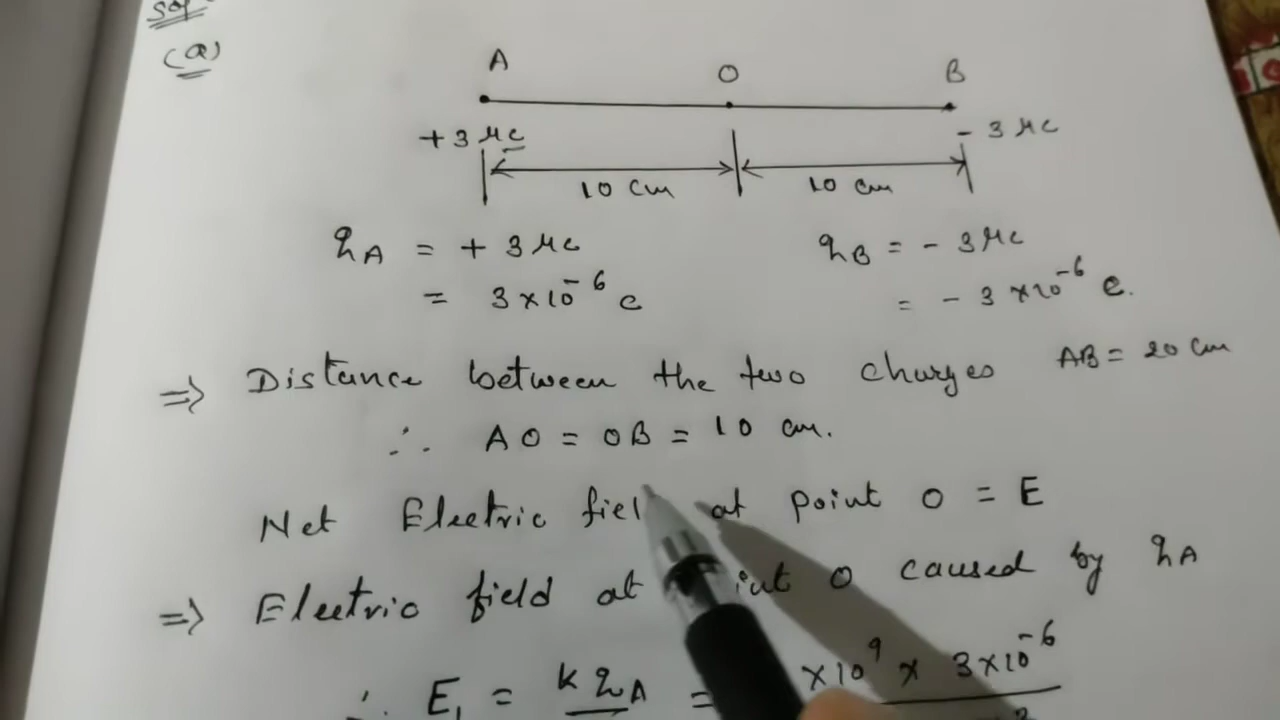 Sol
(a)
A O B
+3 μc - 3 μc
10 cm 10 cm
qA = + 3 μc qB = - 3 μc
= 3×10⁻⁶ c = - 3 ×10⁻⁶ c.
⇒ Distance between the two charges AB = 20 cm
∴ AO = OB = 10 cm.
Net Electric fiel at point O = E
⇒ Electric field at int O caused by qA
∴ E₁ = K qA = ×10⁹ × 3×10⁻⁶